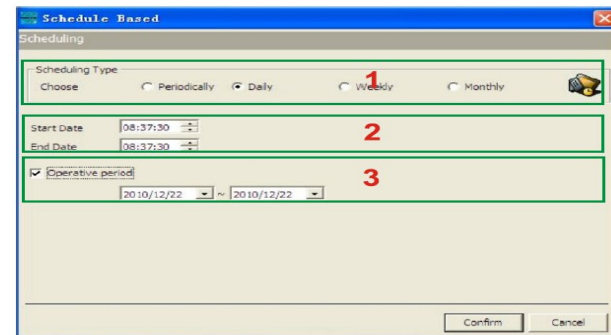 Schedule Based
Scheduling
Scheduling Type
Choose Periodically Daily Weekly Monthly
1
Start Date 08:37:30
2
End Date 08:37:30
Operative period
3
2010/12/22 ~ 2010/12/22
Confirm Cancel